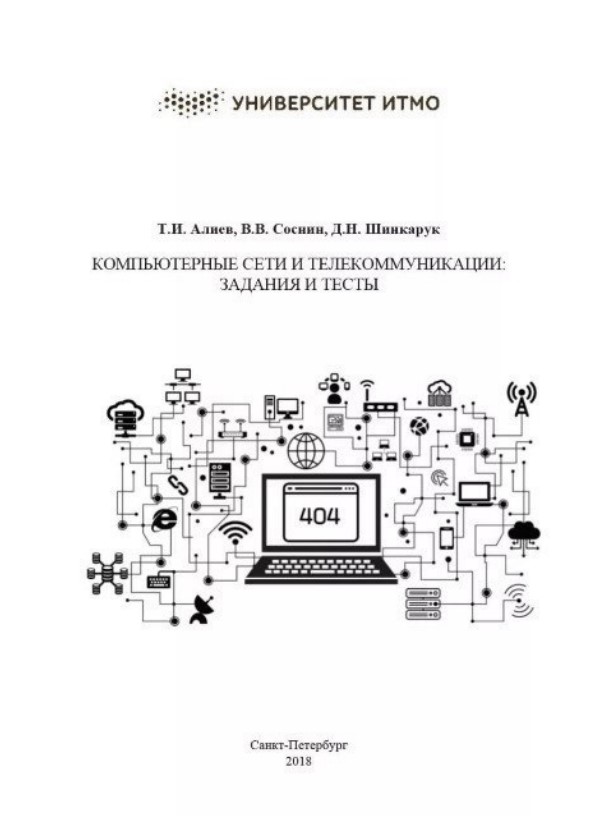 УНИВЕРСИТЕТ ИТМО
Т.И. Алиев, В.В. Соснин, Д.Н. Шинкарук
КОМПЬЮТЕРНЫЕ СЕТИ И ТЕЛЕКОММУНИКАЦИИ:
ЗАДАНИЯ И ТЕСТЫ
404
Санкт-Петербург
2018